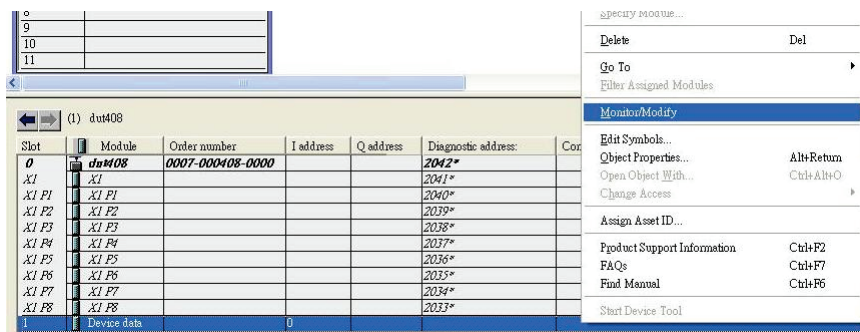 8
9
10
11
Specify Module...
Delete Del
Go To
Filter Assigned Modules
Monitor/Modify
Edit Symbols...
Object Properties... Alt+Return
Open Object With... Ctrl+Alt+O
Change Access
Assign Asset ID...
Product Support Information Ctrl+F2
FAQs Ctrl+F7
Find Manual Ctrl+F6
Start Device Tool
(1) dut408
Slot Module Order number I address Q address Diagnostic address: Con
0 dut408 0007-000408-0000 2042*
X1 X1 2041*
X1 P1 X1 P1 2040*
X1 P2 X1 P2 2039*
X1 P3 X1 P3 2038*
X1 P4 X1 P4 2037*
X1 P5 X1 P5 2036*
X1 P6 X1 P6 2035*
X1 P7 X1 P7 2034*
X1 P8 X1 P8 2033*
1 Device data 0